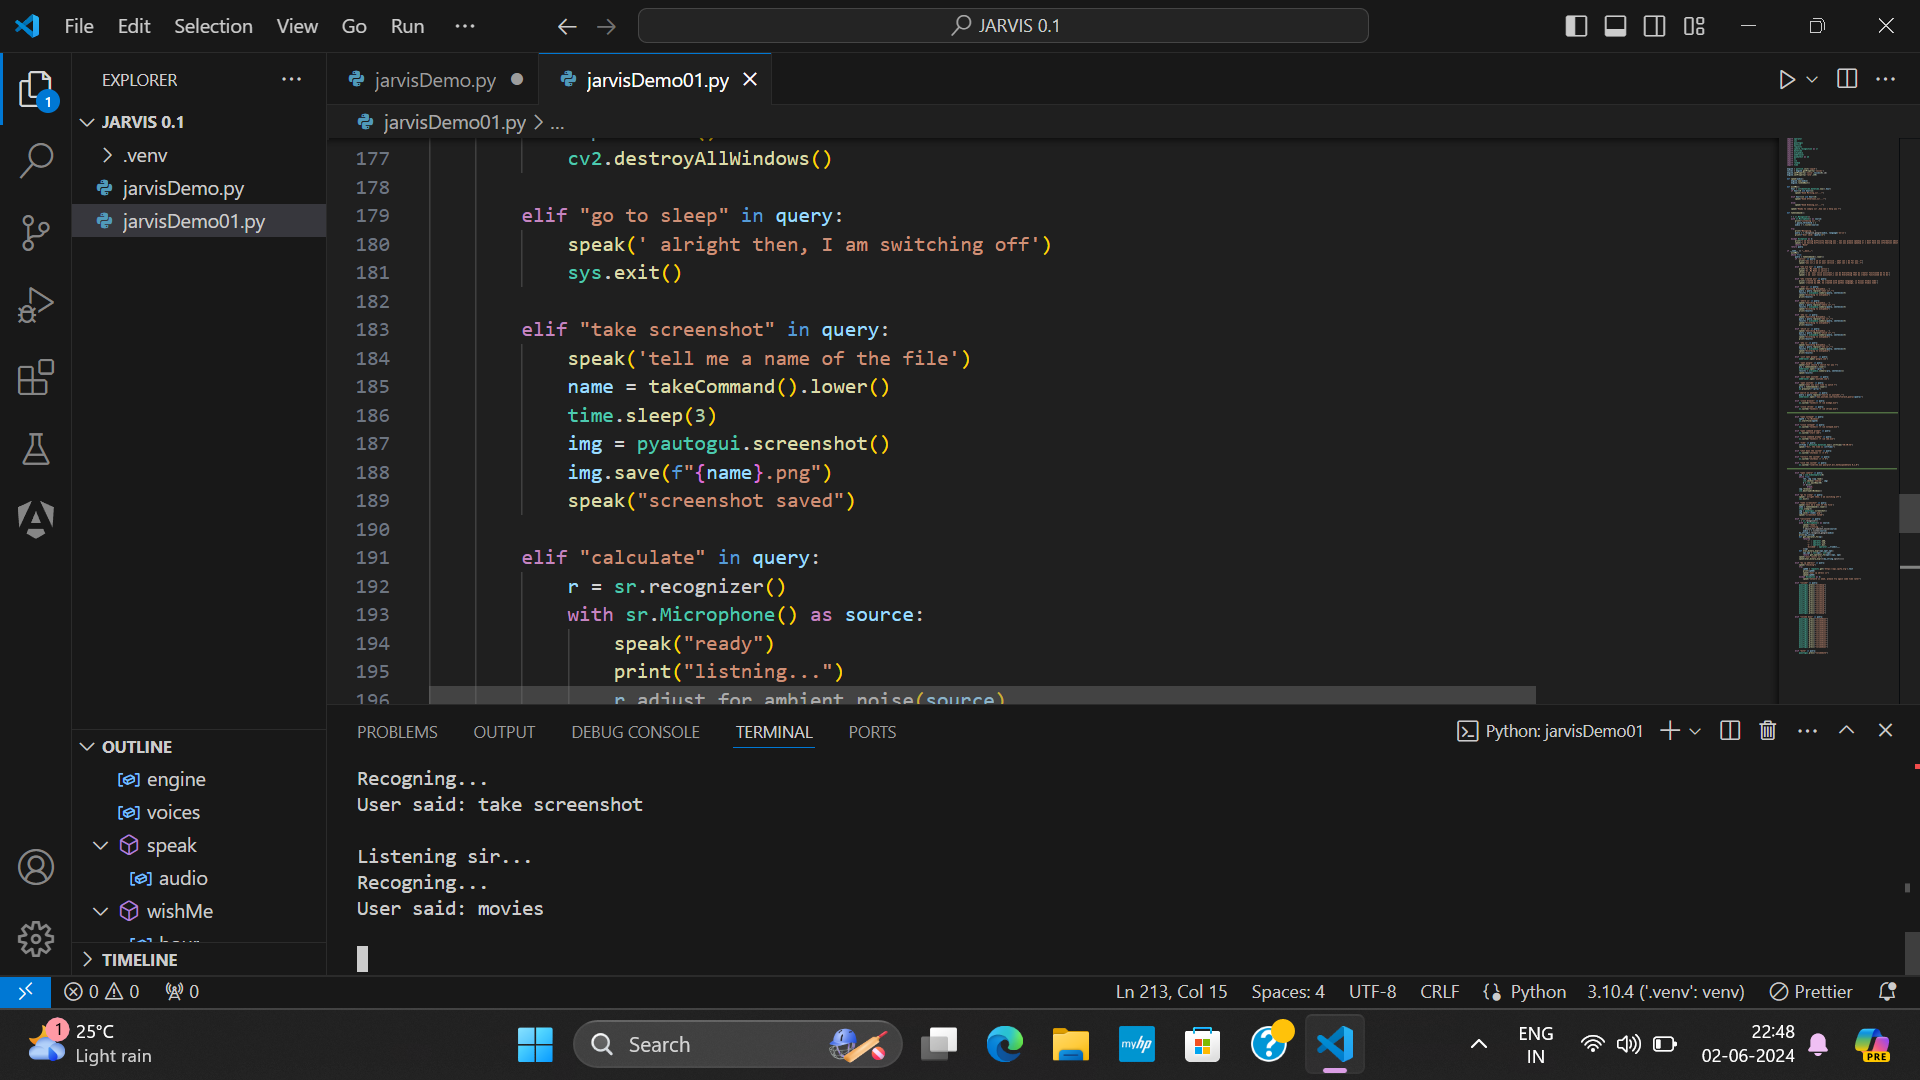 File Edit Selection View Go Run ···
JARVIS 0.1
EXPLORER ···
JARVIS 0.1
.venv
jarvisDemo.py
jarvisDemo01.py
OUTLINE
engine
voices
speak
audio
wishMe
hour
TIMELINE
jarvisDemo.py
jarvisDemo01.py
jarvisDemo01.py > ...
177 cv2.destroyAllWindows()
178
179 elif "go to sleep" in query:
180 speak(' alright then, I am switching off')
181 sys.exit()
182
183 elif "take screenshot" in query:
184 speak('tell me a name of the file')
185 name = takeCommand().lower()
186 time.sleep(3)
187 img = pyautogui.screenshot()
188 img.save(f"{name}.png")
189 speak("screenshot saved")
190
191 elif "calculate" in query:
192 r = sr.recognizer()
193 with sr.Microphone() as source:
194 speak("ready")
195 print("listning...")
196 r.adjust_for_ambient_noise(source)
PROBLEMS OUTPUT DEBUG CONSOLE TERMINAL PORTS
Python: jarvisDemo01
Recogning...
User said: take screenshot
Listening sir...
Recogning...
User said: movies
1
0 0 0
Ln 213, Col 15 Spaces: 4 UTF-8 CRLF Python 3.10.4 ('.venv': venv) Prettier
1
25°C
Light rain
Search
myhp
ENG
IN
22:48
02-06-2024
PRE